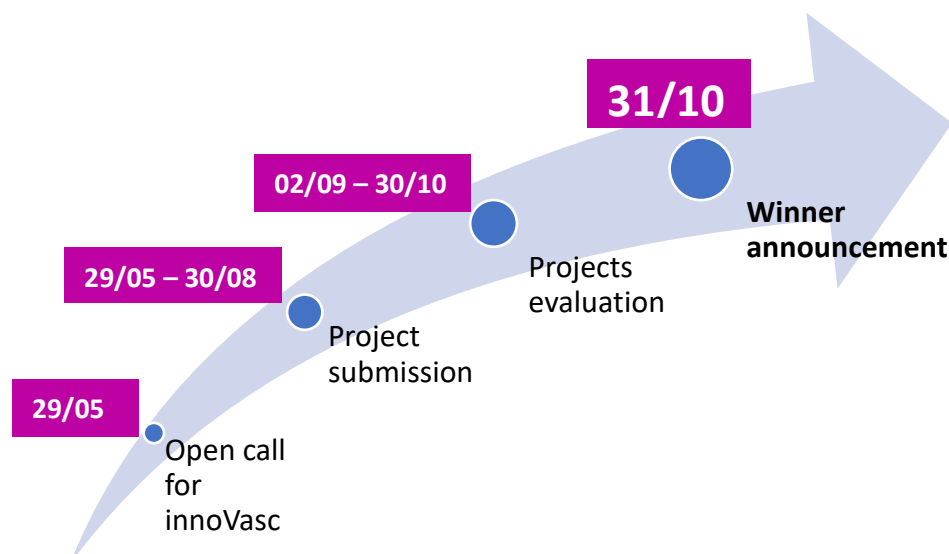 29/05
Open call
for
innoVasc
29/05 – 30/08
Project
submission
02/09 – 30/10
Projects
evaluation
31/10
Winner
announcement